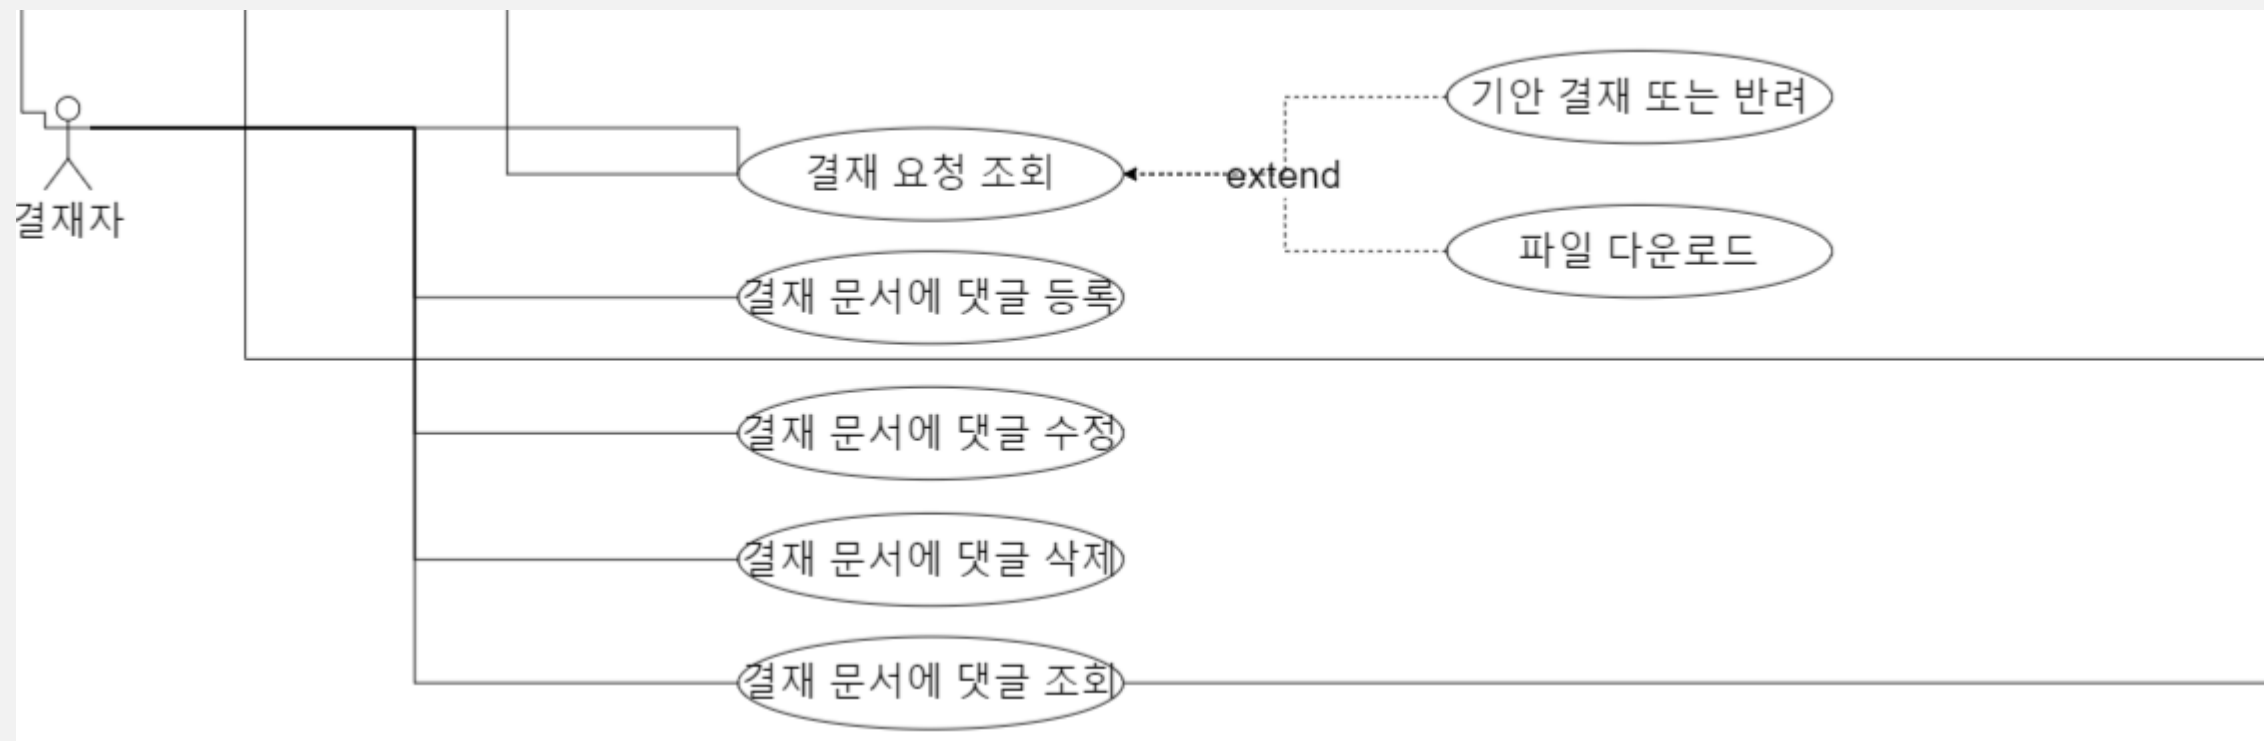 기안 결재 또는 반려
결재 요청 조회
extend
결재자
파일 다운로드
결재 문서에 댓글 등록
결재 문서에 댓글 수정
결재 문서에 댓글 삭제
결재 문서에 댓글 조회